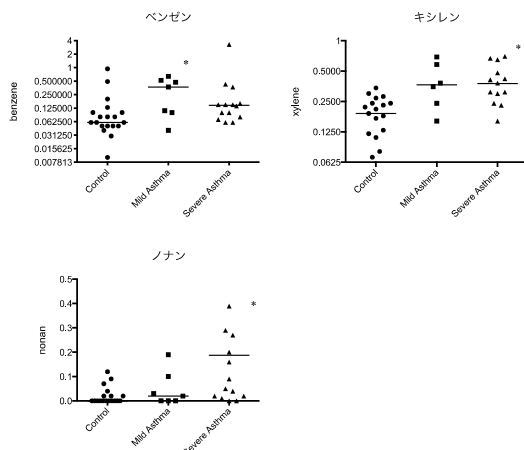 ベンゼン
benzene
4
2
1
0.500000
0.250000
0.125000
0.062500
0.031250
0.015625
0.007813
*
Control
Mild Asthma
Severe Asthma
キシレン
xylene
1
0.5000
0.2500
0.1250
0.0625
*
Control
Mild Asthma
Severe Asthma
ノナン
nonan
0.5
0.4
0.3
0.2
0.1
0.0
*
Control
Mild Asthma
Severe Asthma